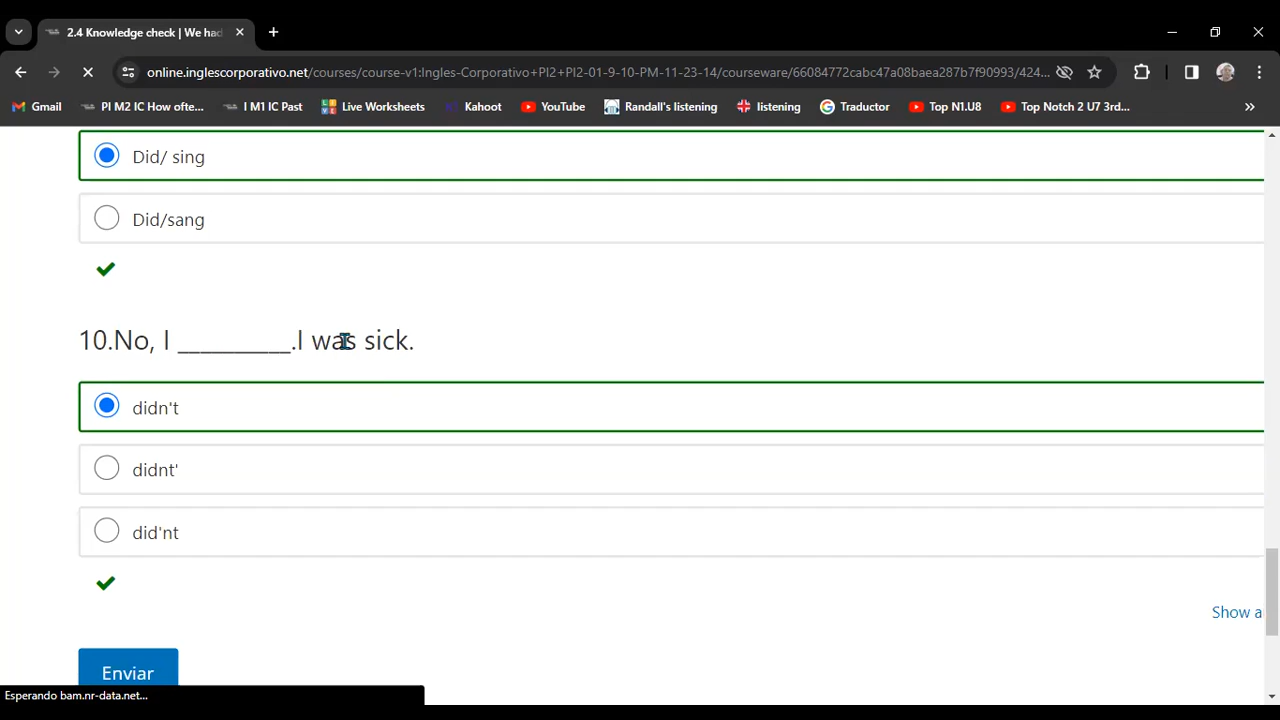 2.4 Knowledge check | We had
online.inglescorporativo.net/courses/course-v1:Ingles-Corporativo+PI2+PI2-01-9-10-PM-11-23-14/courseware/66084772cabc47a08baea287b7f90993/424...
Gmail PI M2 IC How ofte... I M1 IC Past Live Worksheets Kahoot YouTube Randall's listening listening Traductor Top N1.U8 Top Notch 2 U7 3rd... »
Did/ sing
Did/sang
10.No, I __________.I was sick.
didn't
didnt'
did'nt
Show a
Enviar
Esperando bam.nr-data.net...